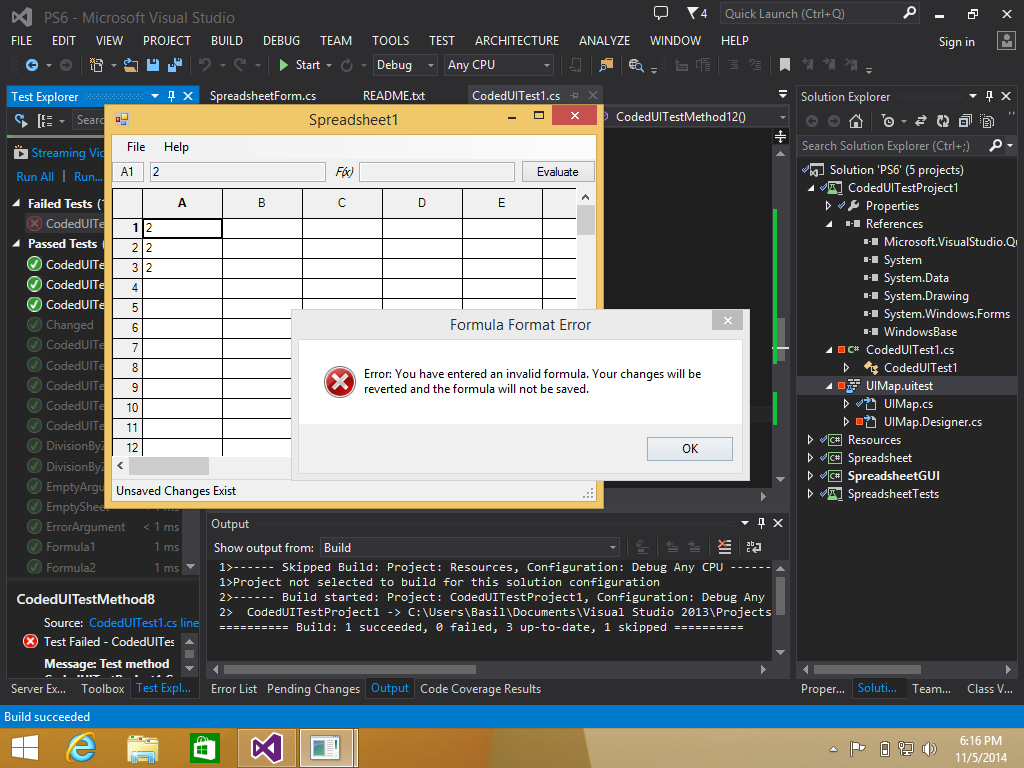 PS6 - Microsoft Visual Studio
4
Quick Launch (Ctrl+Q)
FILE EDIT VIEW PROJECT BUILD DEBUG TEAM TOOLS TEST ARCHITECTURE ANALYZE WINDOW HELP
Sign in
Start Debug Any CPU
Test Explorer
SpreadsheetForm.cs README.txt CodedUITest1.cs
CodedUITestMethod12()
Streaming
Run All | Run...
Failed Tests
CodedUITe
Passed Tests
CodedUITe
CodedUITe
CodedUITe
Changed
CodedUITe
CodedUITe
CodedUITe
CodedUITe
CodedUITe
DivisionByZ
DivisionByZ
EmptyArgu
EmptyShee
ErrorArgument < 1 ms
Formula1 1 ms
Formula2 1 ms
CodedUITestMethod8
Source: CodedUITest1.cs line
Test Failed - CodedUITes
Message: Test method
Server Ex... Toolbox Test Expl...
Spreadsheet1
File Help
A1 2 F(x) Evaluate
A B C D E
1 2
2 2
3 2
4
5
6
7
8
9
10
11
12
Unsaved Changes Exist
Formula Format Error
Error: You have entered an invalid formula. Your changes will be
reverted and the formula will not be saved.
OK
Output
Show output from: Build
1>------ Skipped Build: Project: Resources, Configuration: Debug Any CPU ------
1>Project not selected to build for this solution configuration
2>------ Build started: Project: CodedUITestProject1, Configuration: Debug Any
2> CodedUITestProject1 -> C:\Users\Basil\Documents\Visual Studio 2013\Projects
========== Build: 1 succeeded, 0 failed, 3 up-to-date, 1 skipped ==========
Error List Pending Changes Output Code Coverage Results
Solution Explorer
Search Solution Explorer (Ctrl+;)
Solution 'PS6' (5 projects)
CodedUITestProject1
Properties
References
Microsoft.VisualStudio.Qu
System
System.Data
System.Drawing
System.Windows.Forms
WindowsBase
CodedUITest1.cs
CodedUITest1
UIMap.uitest
UIMap.cs
UIMap.Designer.cs
Resources
Spreadsheet
SpreadsheetGUI
SpreadsheetTests
Proper... Soluti... Team... Class V...
Build succeeded
6:16 PM
11/5/2014